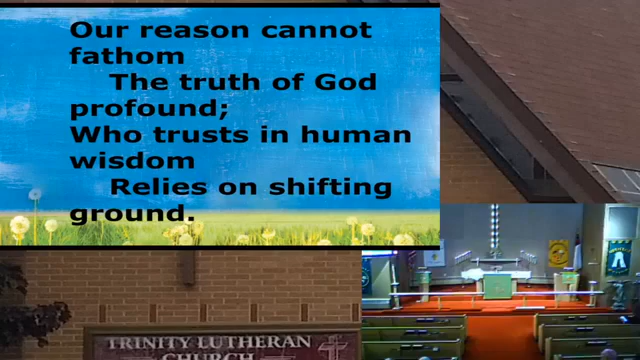 Our reason cannot
fathom
The truth of God
profound;
Who trusts in human
wisdom
Relies on shifting
ground.
TRINITY LUTHERAN
CHURCH